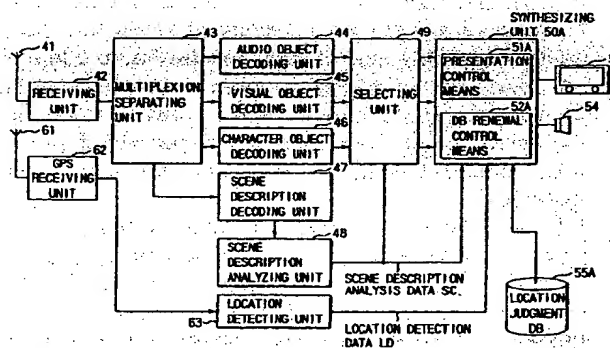 SYNTHESIZING
UNIT 50A
41
42
43
44
45
46
47
48
49
51A
52A
54
61
62
63
55A
RECEIVING
UNIT
GPS
RECEIVING
UNIT
MULTIPLEXION
SEPARATING
UNIT
AUDIO OBJECT
DECODING UNIT
VISUAL OBJECT
DECODING UNIT
CHARACTER OBJECT
DECODING UNIT
SCENE
DESCRIPTION
DECODING UNIT
SCENE
DESCRIPTION
ANALYZING UNIT
LOCATION
DETECTING UNIT
SELECTING
UNIT
PRESENTATION
CONTROL
MEANS
DB RENEWAL
CONTROL
MEANS
SCENE DESCRIPTION
ANALYSIS DATA SC
LOCATION DETECTION
DATA LD
LOCATION
JUDGMENT
DB